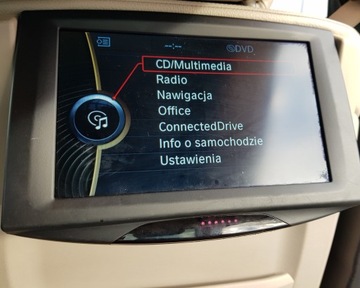 --:--
DVD
CD/Multimedia
Radio
Nawigacja
Office
ConnectedDrive
Info o samochodzie
Ustawienia